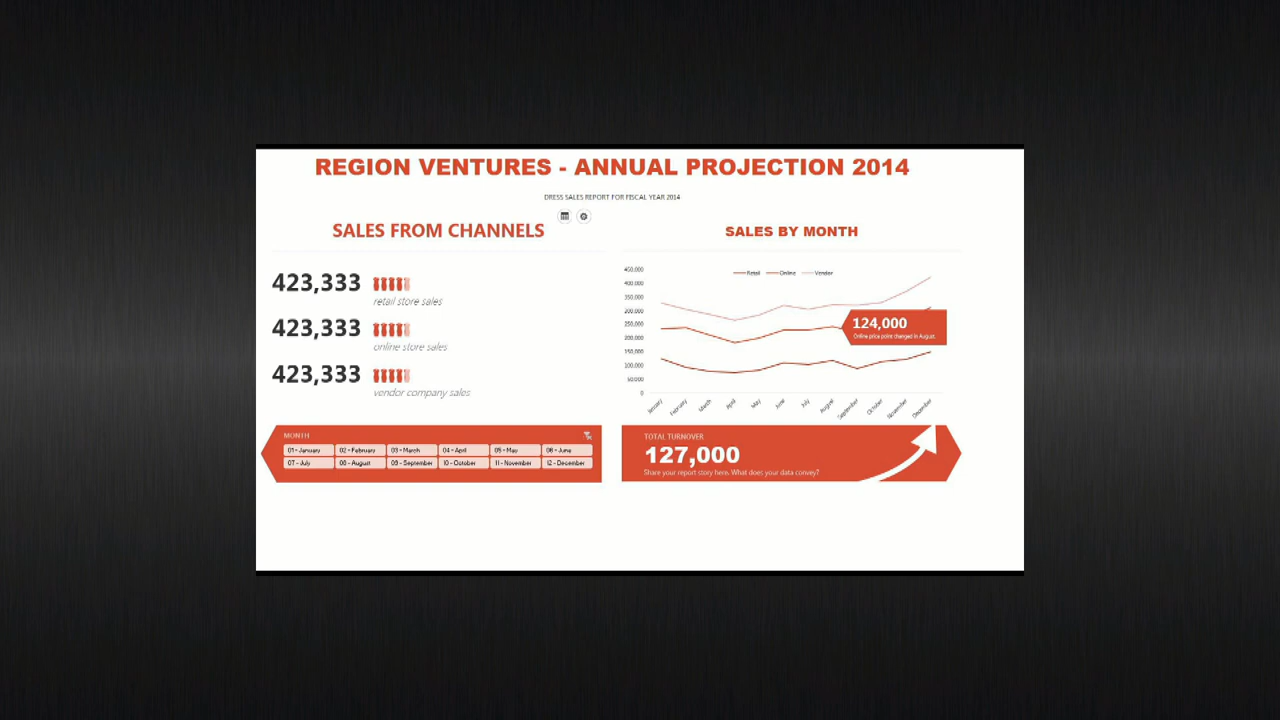 REGION VENTURES - ANNUAL PROJECTION 2014
DRESS SALES REPORT FOR FISCAL YEAR 2014
SALES FROM CHANNELS
423,333
retail store sales
423,333
online store sales
423,333
vendor company sales
MONTH
01 - January 02 - February 03 - March 04 - April 05 - May 06 - June
07 - July 08 - August 09 - September 10 - October 11 - November 12 - December
SALES BY MONTH
Retail Online Vendor
450,000
400,000
350,000
300,000
250,000
200,000
150,000
100,000
50,000
0
124,000
Online price point changed in August.
January February March April May June July August September October November December
TOTAL TURNOVER
127,000
Share your report story here. What does your data convey?